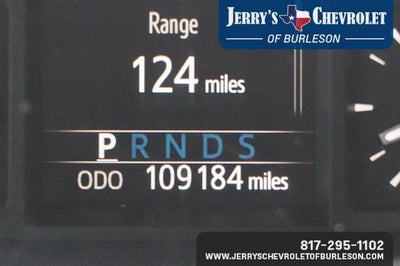 JERRY'S CHEVROLET
OF BURLESON
Range
124 miles
P R N D S
ODO 109184 miles
817-295-1102
WWW.JERRYSCHEVROLETOFBURLESON.COM